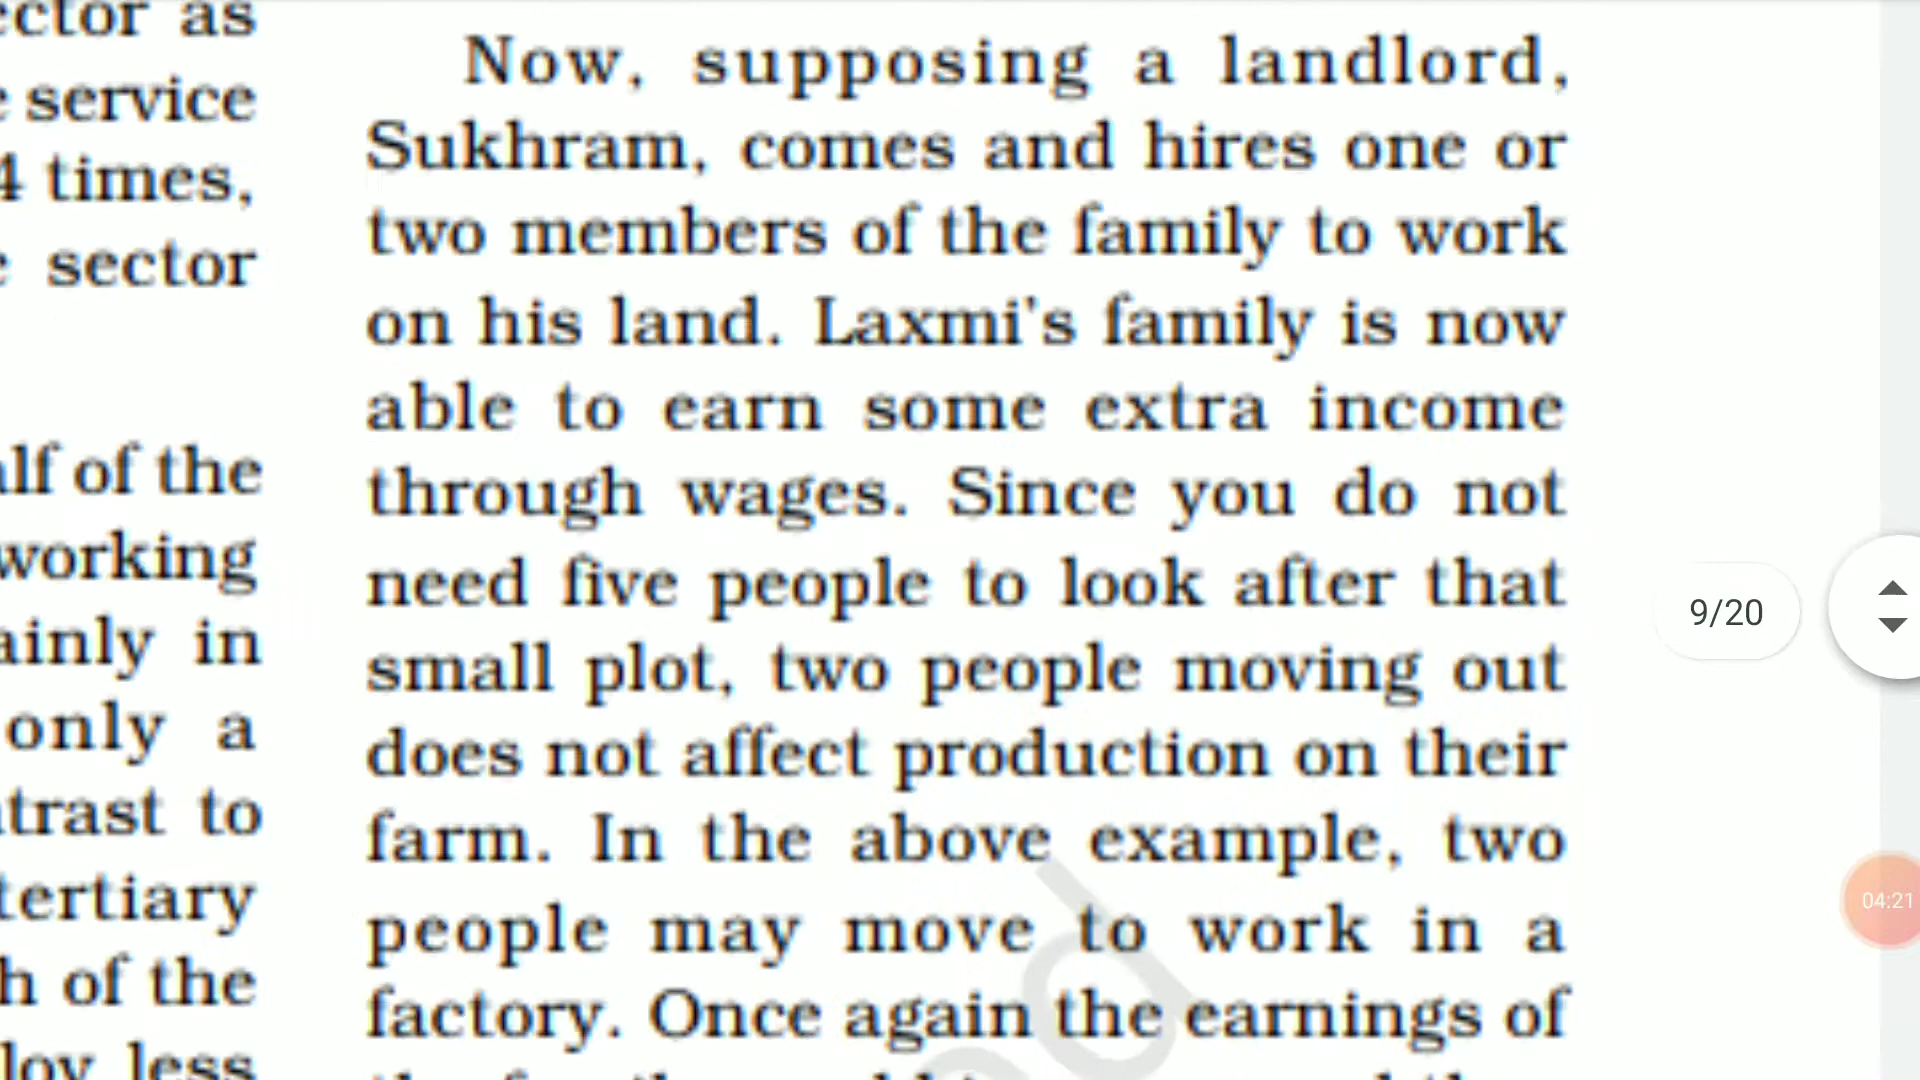 ector as
service
4 times,
sector
alf of the
working
ainly in
only a
trast to
tertiary
h of the
loy less
Now, supposing a landlord,
Sukhram, comes and hires one or
two members of the family to work
on his land. Laxmi's family is now
able to earn some extra income
through wages. Since you do not
need five people to look after that
small plot, two people moving out
does not affect production on their
farm. In the above example, two
people may move to work in a
factory. Once again the earnings of
9/20
04:21